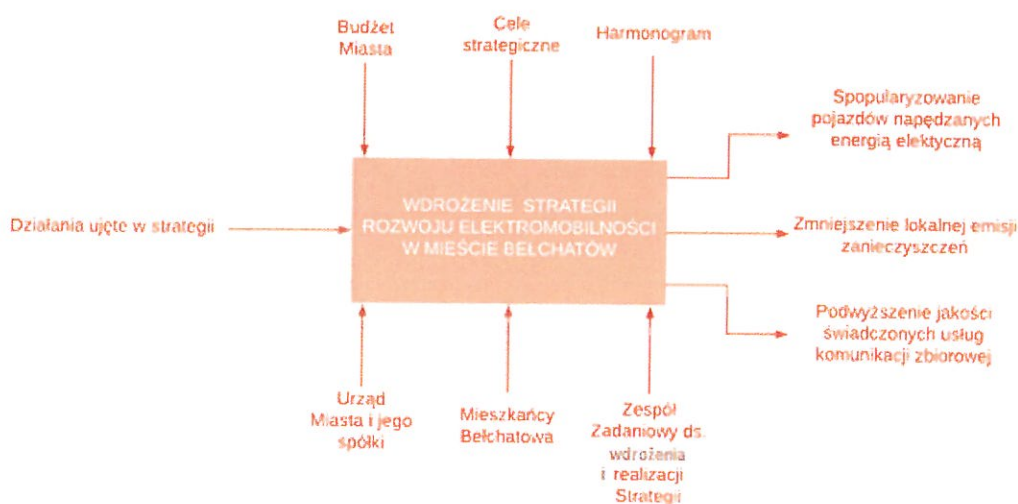 Budżet
Miasta
Cele
strategiczne
Harmonogram
Spopularyzowanie
pojazdów napędzanych
energią elektyczną
Działania ujęte w strategii
WDROŻENIE STRATEGII
ROZWOJU ELEKTROMOBILNOŚCI
W MIEŚCIE BEŁCHATÓW
Zmniejszenie lokalnej emisji
zanieczyszczeń
Podwyższenie jakości
świadczonych usług
komunikacji zbiorowej
Urząd
Miasta i jego
spółki
Mieszkańcy
Bełchatowa
Zespół
Zadaniowy ds.
wdrożenia
i realizacji
Strategii